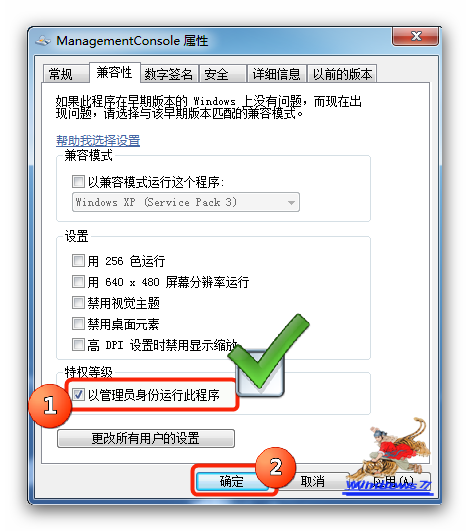 ManagementConsole 属性
常规 兼容性 数字签名 安全 详细信息 以前的版本
如果此程序在早期版本的 Windows 上没有问题，而现在出
现问题，请选择与该早期版本匹配的兼容模式。
帮助我选择设置
兼容模式
以兼容模式运行这个程序:
Windows XP (Service Pack 3)
设置
用 256 色运行
用 640 x 480 屏幕分辨率运行
禁用视觉主题
禁用桌面元素
高 DPI 设置时禁用显示缩放
特权等级
1 以管理员身份运行此程序
更改所有用户的设置
2
确定 取消 应用(A)
Windows 7